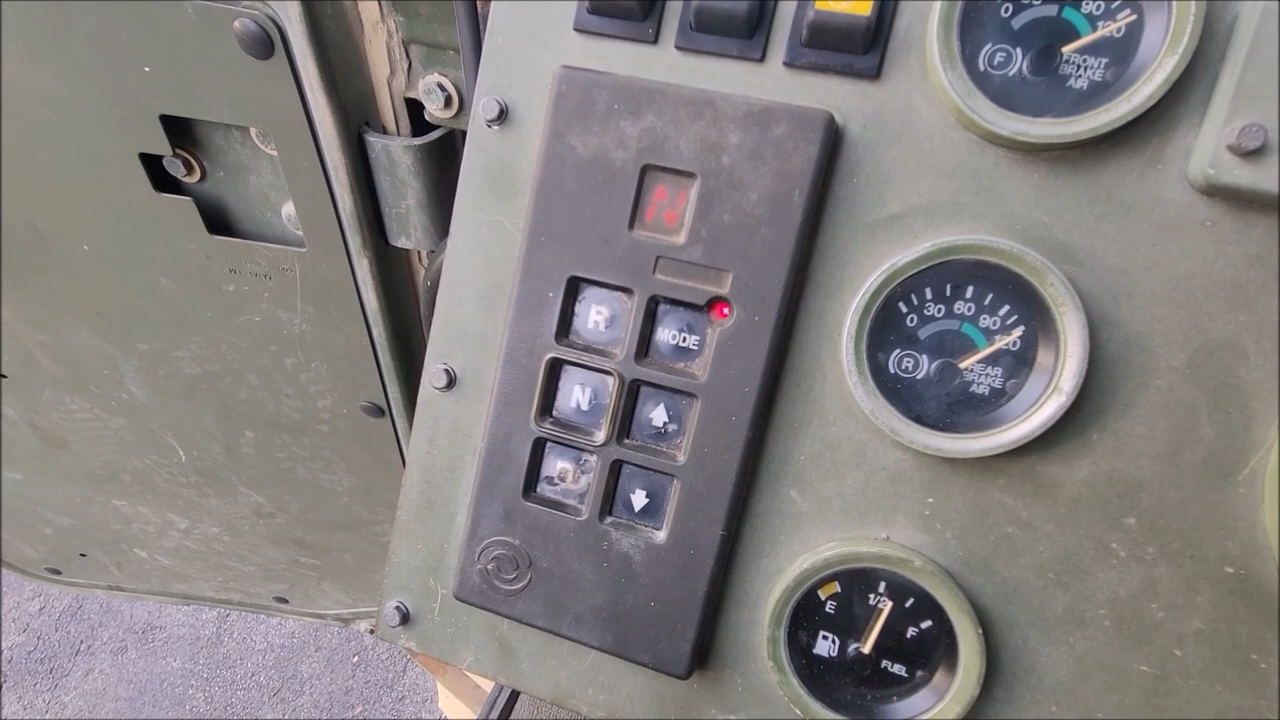 0 90 120
F
FRONT
BRAKE
AIR
N
R
MODE
N
0 30 60 90 120
R
REAR
BRAKE
AIR
E 1/2 F
FUEL